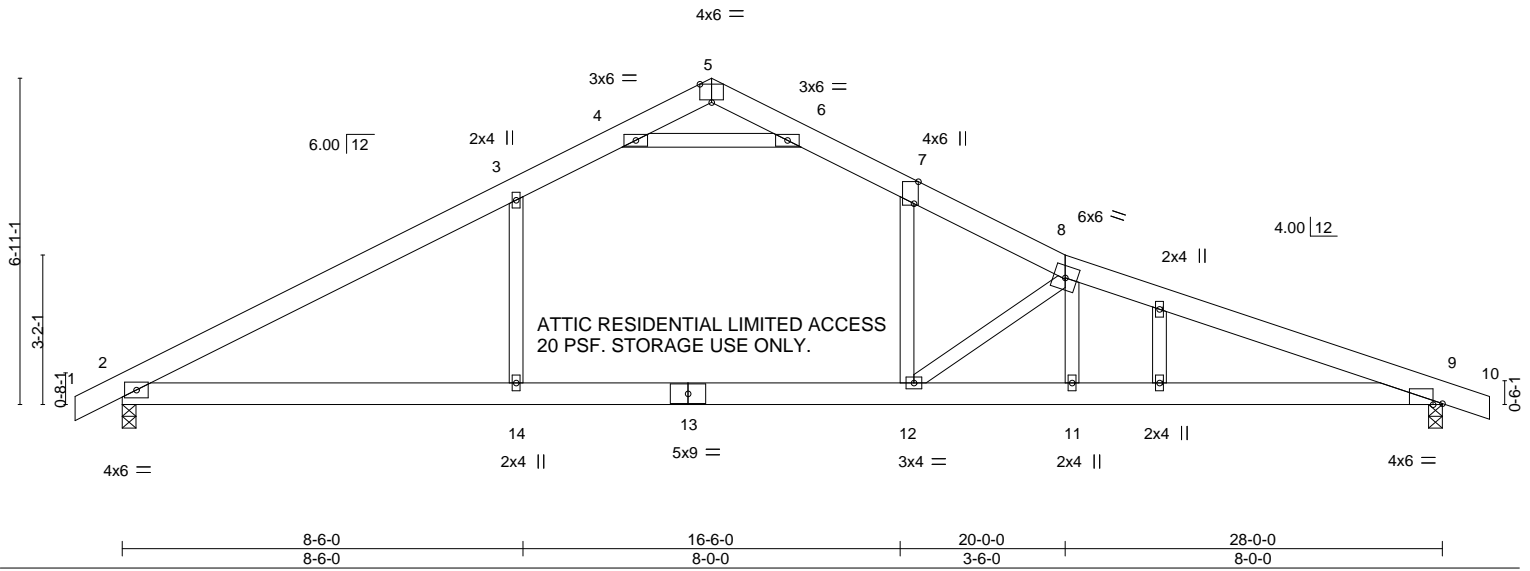 4x6 =
5
3x6 =
3x6 =
4
6
6.00 12
2x4 ||
4x6 ||
3
7
6x6 =
4.00 12
8
2x4 ||
6-11-1
3-2-1
0-8-1
ATTIC RESIDENTIAL LIMITED ACCESS
20 PSF. STORAGE USE ONLY.
1
2
9
10
0-6-1
14
13
12
11
2x4 ||
4x6 =
2x4 ||
5x9 =
3x4 =
2x4 ||
4x6 =
8-6-0
16-6-0
20-0-0
28-0-0
8-6-0
8-0-0
3-6-0
8-0-0